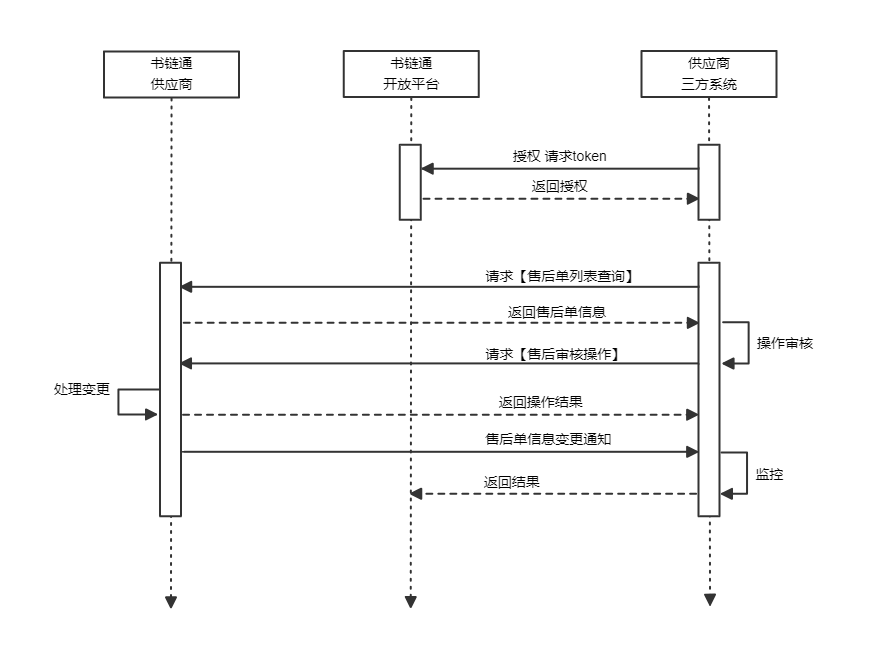 书链通
供应商
书链通
开放平台
供应商
三方系统
授权 请求token
返回授权
请求【售后单列表查询】
返回售后单信息
操作审核
请求【售后审核操作】
处理变更
返回操作结果
售后单信息变更通知
监控
返回结果